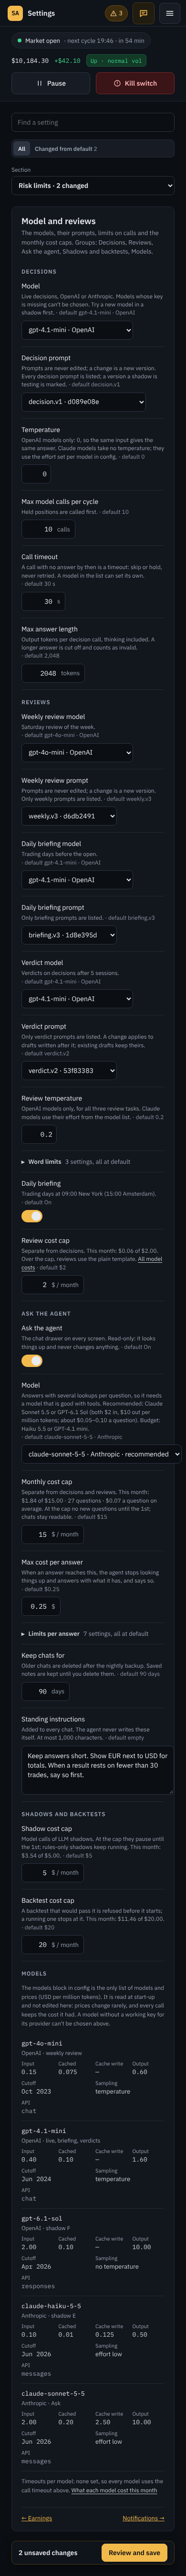 SA Settings 3
Market open · next cycle 19:46 · in 54 min
$10,184.30 +$42.10 Up · normal vol
Pause Kill switch
Find a setting
All Changed from default 2
Section
Risk limits · 2 changed
Model and reviews
The models, their prompts, limits on calls and the
monthly cost caps. Groups: Decisions, Reviews,
Ask the agent, Shadows and backtests, Models.
DECISIONS
Model
Live decisions, OpenAI or Anthropic. Models whose key
is missing can't be chosen. Try a new model in a
shadow first. · default gpt-4.1-mini · OpenAI
gpt-4.1-mini · OpenAI
Decision prompt
Prompts are never edited; a change is a new version.
Every decision keeps its version. a version a shadow is
testing is marked. · default decision.v1
decision.v1 · d089e08e
Temperature
OpenAI models only: 0, so the same input gives the
same answer. Claude models take no temperature; they
use the effort set per model in config. · default 0
0
Max model calls per cycle
Held positions are called first. · default 10
10 calls
Call timeout
A call with no answer by then is a timeout: skip or hold,
never retried. A model in the list can set its own.
· default 30 s
30 s
Max answer length
Output tokens per decision call, thinking included. A
longer answer is cut off and counts as invalid.
· default 2,048
2048 tokens
REVIEWS
Weekly review model
Saturday review of the week.
· default gpt-4o-mini · OpenAI
gpt-4o-mini · OpenAI
Weekly review prompt
Prompts are never edited; a change is a new version.
Only weekly prompts are listed. · default weekly.v3
weekly.v3 · d6db2491
Daily briefing model
Trading days before the open.
· default gpt-4.1-mini · OpenAI
gpt-4.1-mini · OpenAI
Daily briefing prompt
Only briefing prompts are listed. · default briefing.v3
briefing.v3 · 1d8e395d
Verdict model
Verdicts on decisions after 5 sessions.
· default gpt-4.1-mini · OpenAI
gpt-4.1-mini · OpenAI
Verdict prompt
Only verdict prompts are listed. A change applies to
drafts written after it; existing drafts keep theirs.
· default verdict.v2
verdict.v2 · 53f83383
Review temperature
OpenAI models only, for all three review tasks. Claude
models use their effort from the model list. · default 0.2
0.2
Word limits 3 settings, all at default
Daily briefing
Trading days at 09:00 New York (15:00 Amsterdam).
· default On
Review cost cap
Separate from decisions. This month: $0.06 of $2.00.
Over the cap, reviews use the plain template. All model
costs · default $2
2 $ / month
ASK THE AGENT
Ask the agent
The chat drawer on every screen. Read-only: it looks
things up and never changes anything. · default On
Model
Answers with several lookups per question, so it needs
a model that is good with tools. Recommended: Claude
Sonnet 5.5 or GPT-6.1 Sol (both $2 in, $10 out per
million tokens; about $0.05–0.10 a question). Budget:
Haiku 5.5 or GPT-4.1 mini.
· default claude-sonnet-5-5 · Anthropic
claude-sonnet-5-5 · Anthropic · recommended
Monthly cost cap
Separate from decisions and reviews. This month:
$1.84 of $15.00 · 27 questions · $0.07 a question on
average. At the cap no new questions until the 1st;
chats stay readable. · default $15
15 $ / month
Max cost per answer
When an answer reaches this, the agent stops looking
things up and answers with what it has, and says so.
· default $0.25
0.25 $
Limits per answer 7 settings, all at default
Keep chats for
Older chats are deleted after the nightly backup. Saved
notes are kept until you delete them. · default 90 days
90 days
Standing instructions
Added to every chat. The agent never writes these
itself. At most 1,000 characters. · default empty
Keep answers short. Show EUR next to USD for
totals. When a result rests on fewer than 30
trades, say so first.
SHADOWS AND BACKTESTS
Shadow cost cap
Model calls of LLM shadows. At the cap they pause until
the 1st; rules-only shadows keep running. This month:
$3.54 of $5.00. · default $5
5 $ / month
Backtest cost cap
A backtest that would pass it is refused before it starts;
a running one stops at it. This month: $11.46 of $20.00.
· default $20
20 $ / month
MODELS
The models block in config is the only list of models and
prices (USD per million tokens). It is read at start-up
and not edited here: prices change rarely, and every call
keeps the cost it had. A model without a working key for
its provider can't be chosen above.
gpt-4o-mini
OpenAI · weekly review
Input Cached Cache write Output
0.15 0.075 — 0.60
Cutoff Sampling
Oct 2023 temperature
API
chat
gpt-4.1-mini
OpenAI · live, briefing, verdicts
Input Cached Cache write Output
0.40 0.10 — 1.60
Cutoff Sampling
Jun 2024 temperature
API
chat
gpt-6.1-sol
OpenAI · shadow F
Input Cached Cache write Output
2.00 0.10 — 10.00
Cutoff Sampling
Apr 2026 no temperature
API
responses
claude-haiku-5-5
Anthropic · shadow E
Input Cached Cache write Output
0.10 0.01 0.125 0.50
Cutoff Sampling
Jun 2026 effort low
API
messages
claude-sonnet-5-5
Anthropic · Ask
Input Cached Cache write Output
2.00 0.20 2.50 10.00
Cutoff Sampling
Jun 2026 effort low
API
messages
Timeouts per model: none set, so every model uses the
call timeout above. What each model cost this month
← Earnings Notifications →
2 unsaved changes Review and save